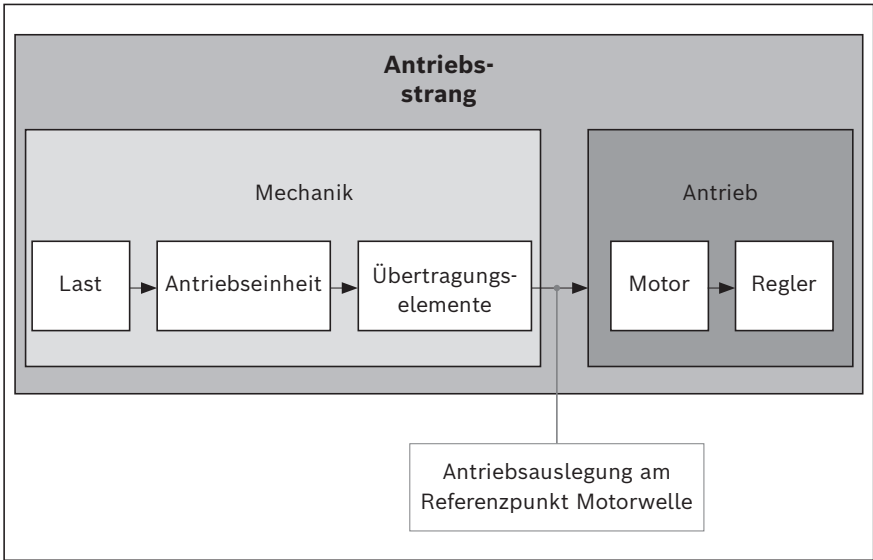 Antriebs-
strang
Mechanik
Antrieb
Last
Antriebseinheit
Übertragungs-
elemente
Motor
Regler
Antriebsauslegung am
Referenzpunkt Motorwelle